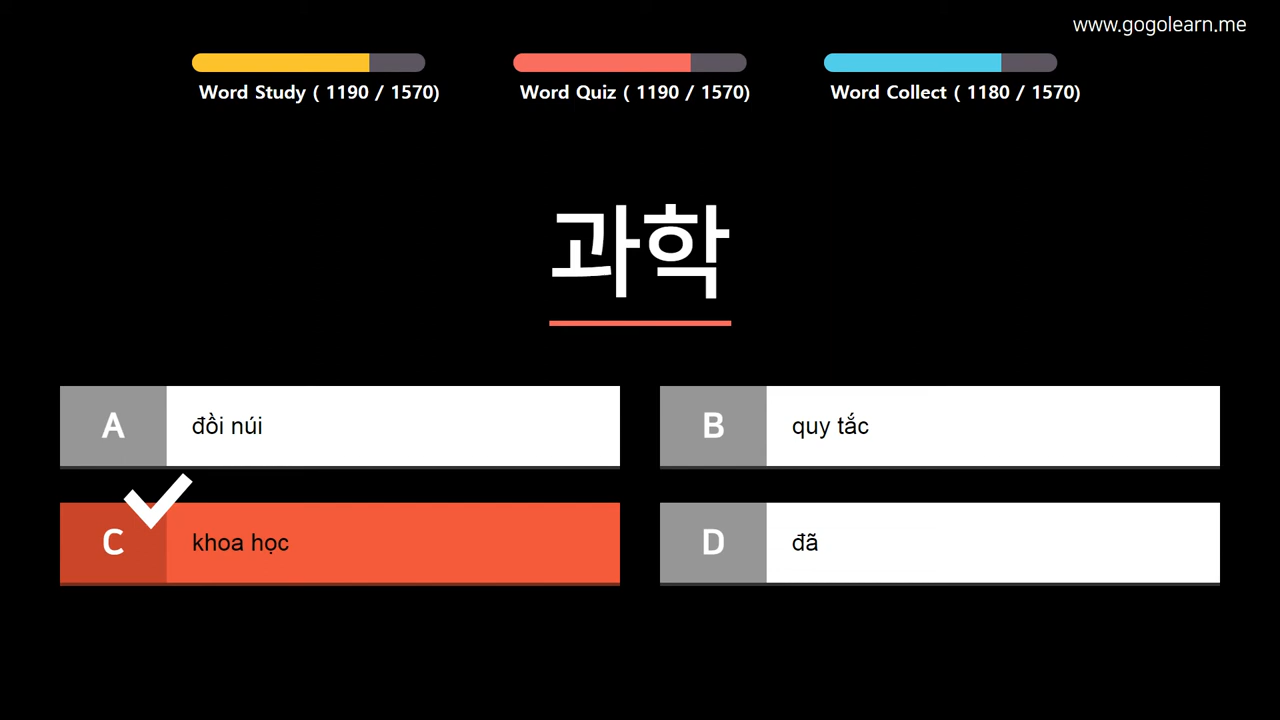 www.gogolearn.me
Word Study ( 1190 / 1570)
Word Quiz ( 1190 / 1570)
Word Collect ( 1180 / 1570)
과학
A đồi núi
B quy tắc
C khoa học
D đã